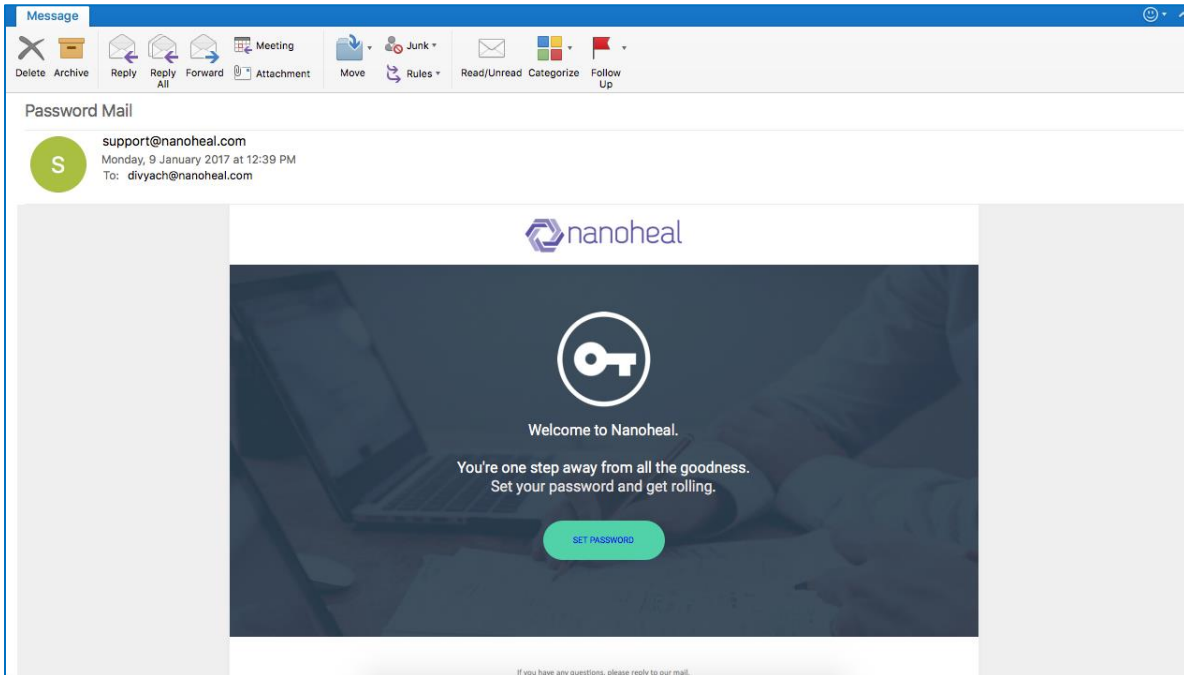 Message
Delete Archive Reply Reply All Forward Meeting Attachment Move Junk Rules Read/Unread Categorize Follow Up
Password Mail
S
support@nanoheal.com
Monday, 9 January 2017 at 12:39 PM
To: divyach@nanoheal.com
nanoheal
Welcome to Nanoheal.
You're one step away from all the goodness.
Set your password and get rolling.
SET PASSWORD
If you have any questions, please reply to our mail.